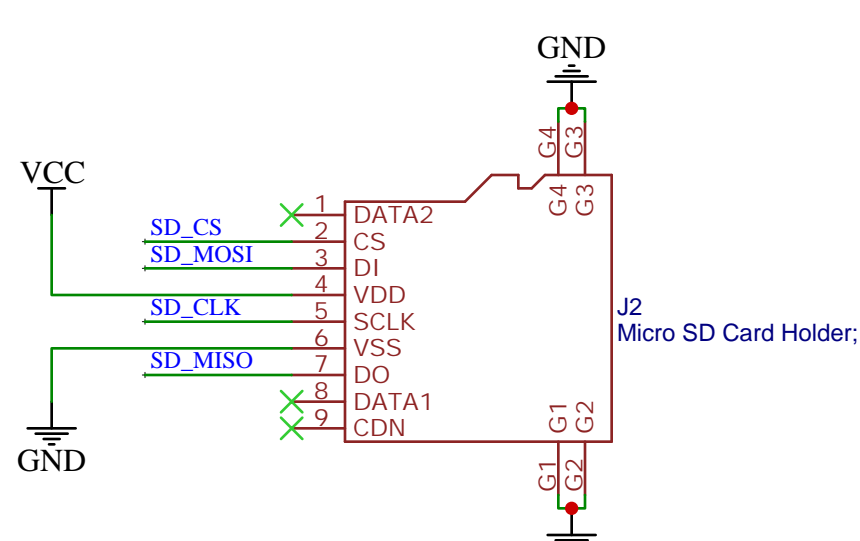 GND
G4 G3
G4 G3
VCC
1 DATA2
SD_CS 2 CS
SD_MOSI 3 DI
4 VDD
SD_CLK 5 SCLK
6 VSS
SD_MISO 7 DO
8 DATA1
9 CDN
J2
Micro SD Card Holder;
G1 G2
GND
G1 G2